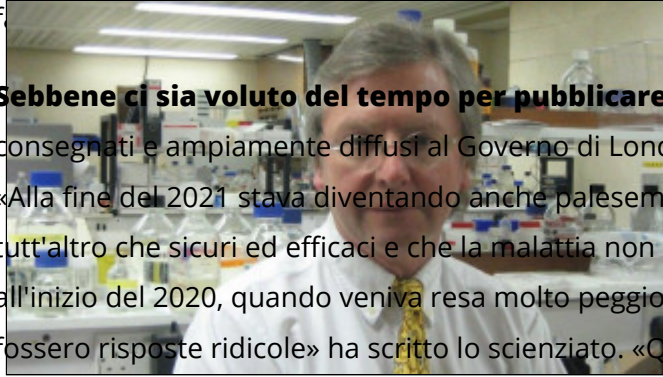 Sebbene ci sia voluto del tempo per pubblicare
consegnati e ampiamente diffusi al Governo di Lond
«Alla fine del 2021 stava diventando anche palesem
tutt'altro che sicuri ed efficaci e che la malattia non
all'inizio del 2020, quando veniva resa molto peggio
fossero risposte ridicole» ha scritto lo scienziato. «Q